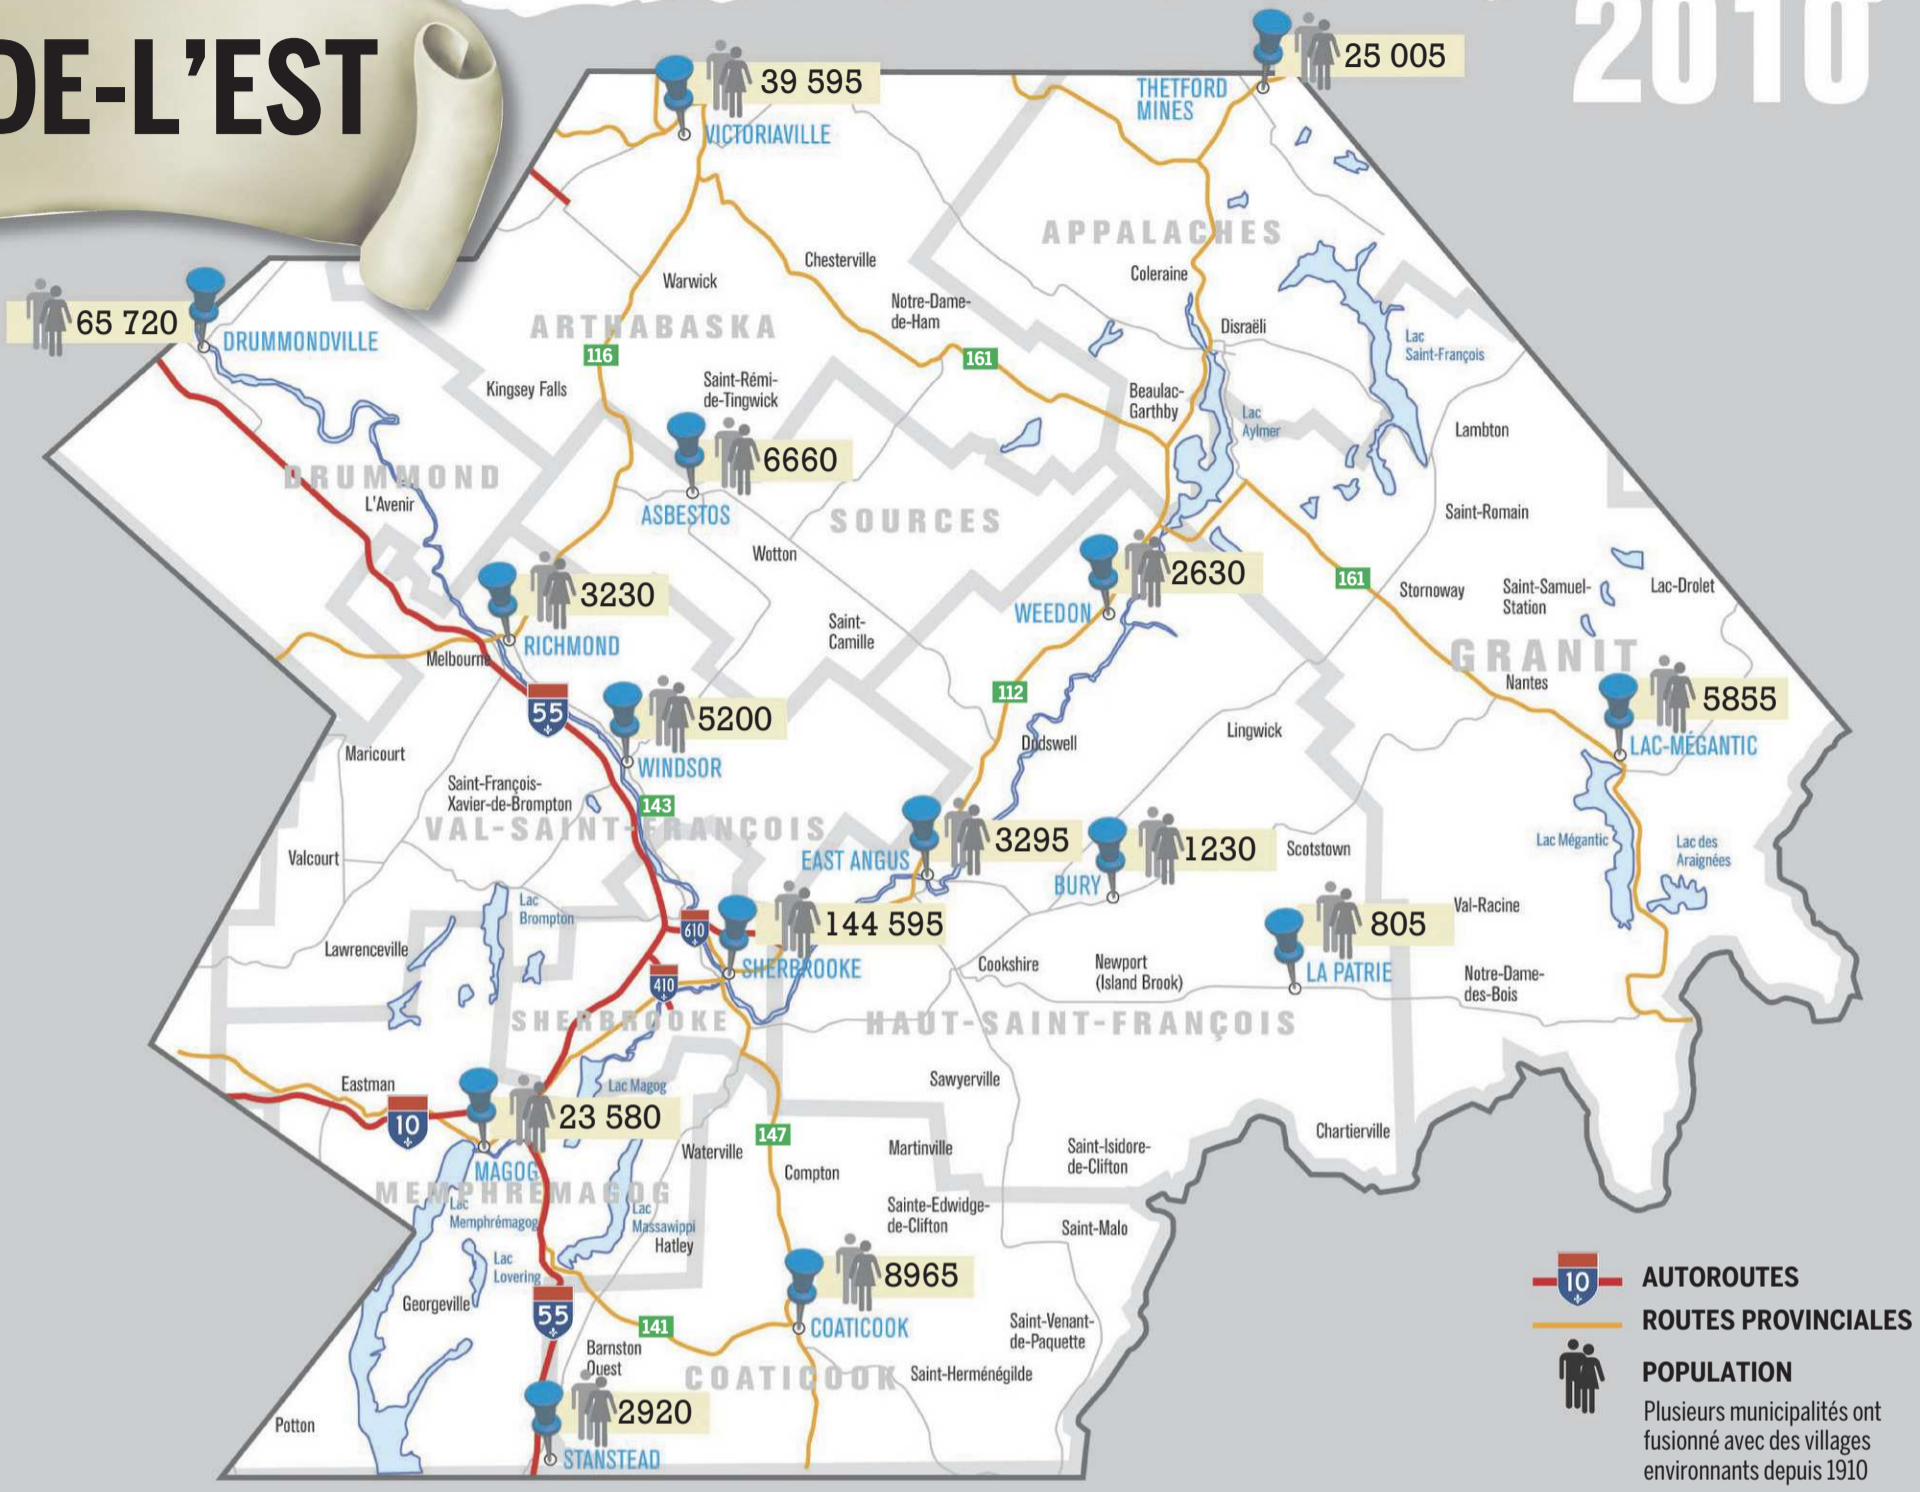 DE-L'EST
2010
25 005
39 595
THETFORD
MINES
VICTORIAVILLE
APPALACHES
Chesterville
Coleraine
Warwick
Notre-Dame-
de-Ham
65 720
DRUMMONDVILLE
ARTHABASKA
Disraëli
Lac
Saint-François
116
161
Kingsey Falls
Saint-Rémi-
de-Tingwick
Beaulac-
Garthby
Lac
Aylmer
Lambton
6660
DRUMMOND
L'Avenir
ASBESTOS
SOURCES
Saint-Romain
Wotton
2630
161
3230
Stornoway
Saint-Samuel-
Station
Lac-Drolet
WEEDON
Saint-
Camille
RICHMOND
Melbourne
GRANIT
Nantes
112
5855
55
5200
Dudswell
Lingwick
LAC-MÉGANTIC
Maricourt
WINDSOR
Saint-François-
Xavier-de-Brompton
143
VAL-SAINT-FRANÇOIS
3295
1230
Scotstown
Lac Mégantic
Lac des
Araignées
Valcourt
EAST ANGUS
BURY
Lac
Brompton
610
144 595
805
Val-Racine
Lawrenceville
SHERBROOKE
410
Cookshire
Newport
(Island Brook)
LA PATRIE
Notre-Dame-
des-Bois
SHERBROOKE
HAUT-SAINT-FRANÇOIS
Eastman
Lac Magog
Sawyerville
10
23 580
147
Chartierville
Waterville
Martinville
Saint-Isidore-
de-Clifton
MAGOG
Compton
MEMPHRÉMAGOG
Lac
Memphrémagog
Lac
Massawippi
Sainte-Edwidge-
de-Clifton
Saint-Malo
Hatley
Lac
Lovering
8965
Georgeville
55
141
COATICOOK
Saint-Venant-
de-Paquette
Barnston
Ouest
COATICOOK
Saint-Herménégilde
2920
Potton
STANSTEAD
10
AUTOROUTES
ROUTES PROVINCIALES
POPULATION
Plusieurs municipalités ont
fusionné avec des villages
environnants depuis 1910